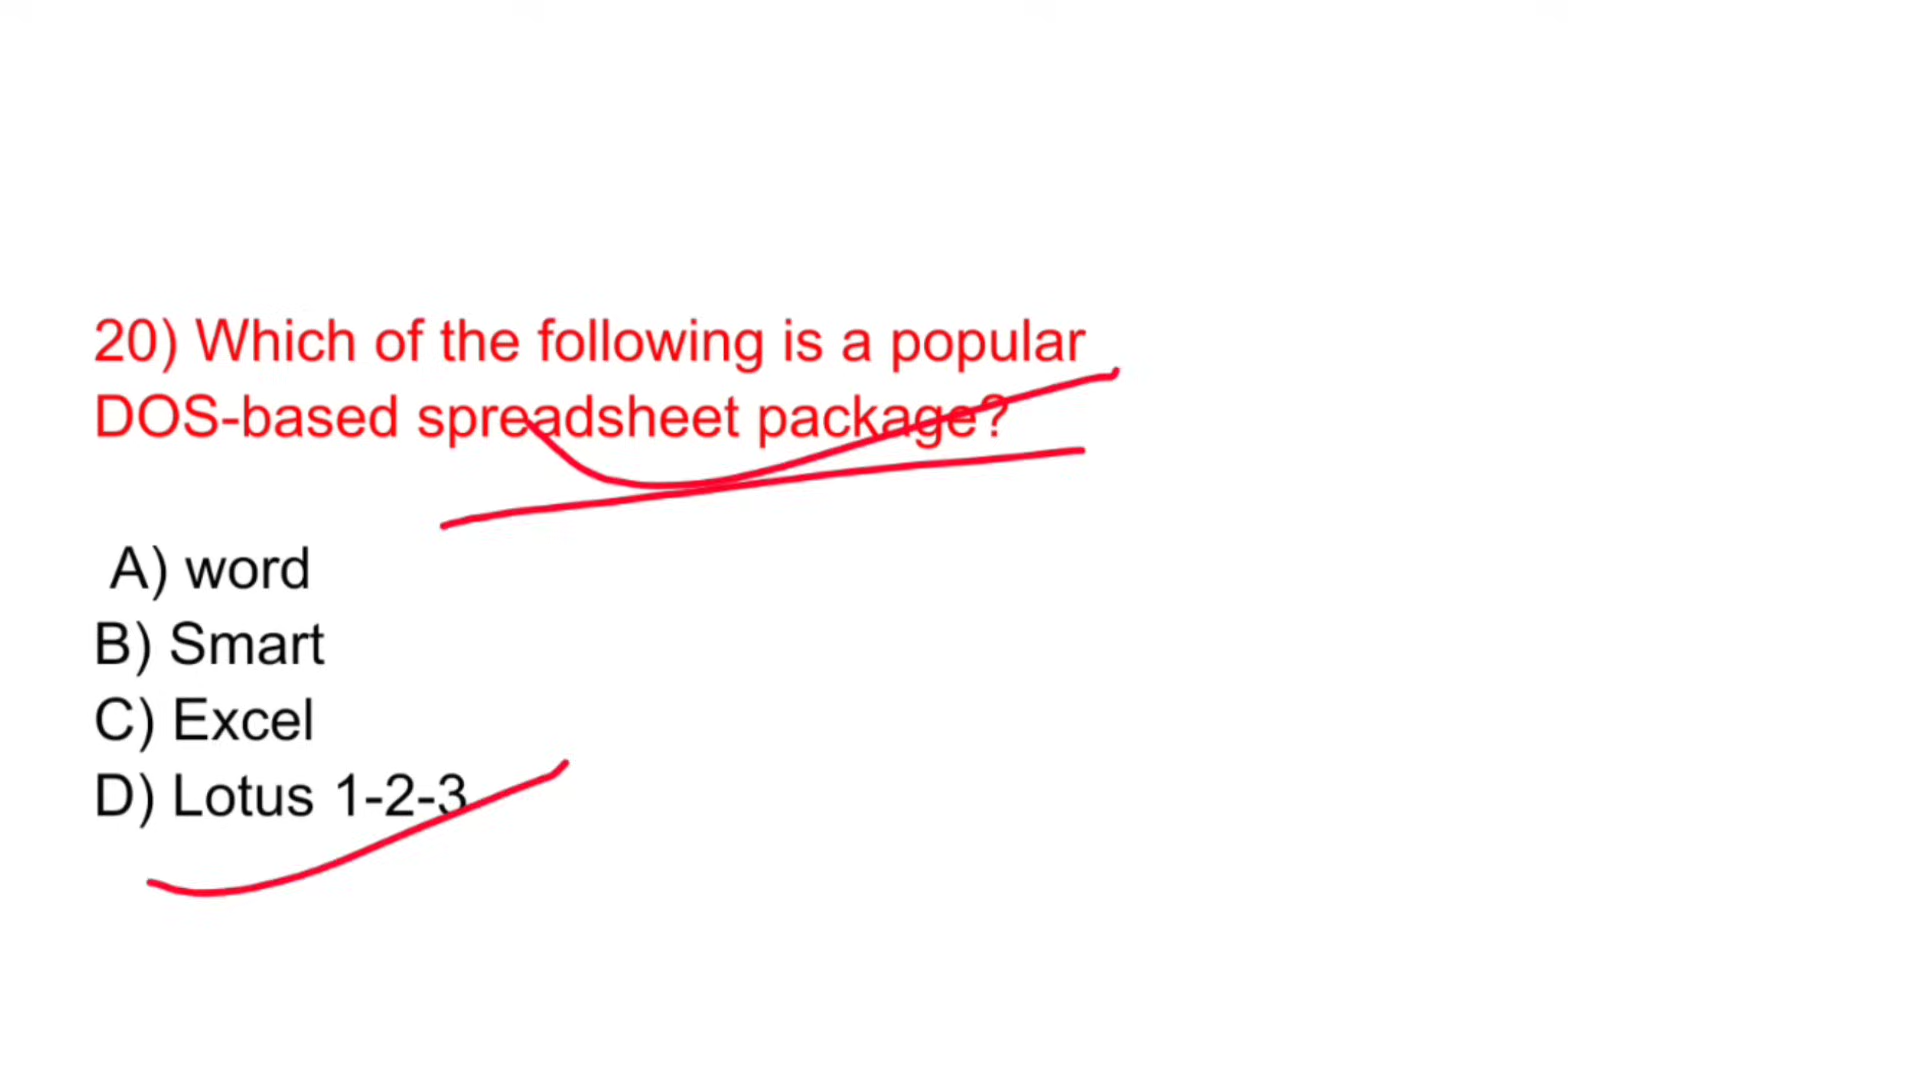 20) Which of the following is a popular
DOS-based spreadsheet package?
A) word
B) Smart
C) Excel
D) Lotus 1-2-3